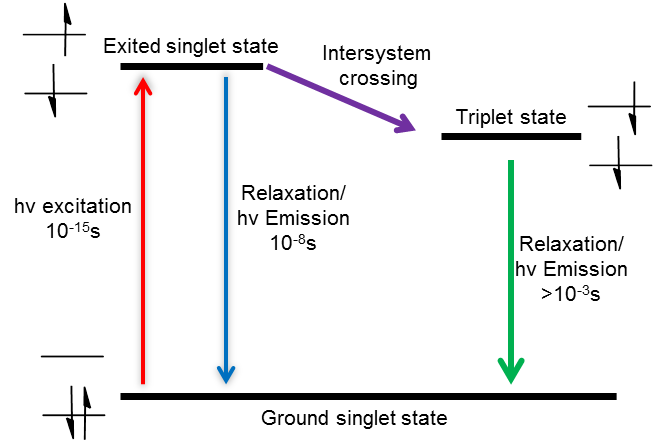 Exited singlet state
Intersystem
crossing
Triplet state
hv excitation
10⁻¹⁵s
Relaxation/
hv Emission
10⁻⁸s
Relaxation/
hv Emission
>10⁻³s
Ground singlet state